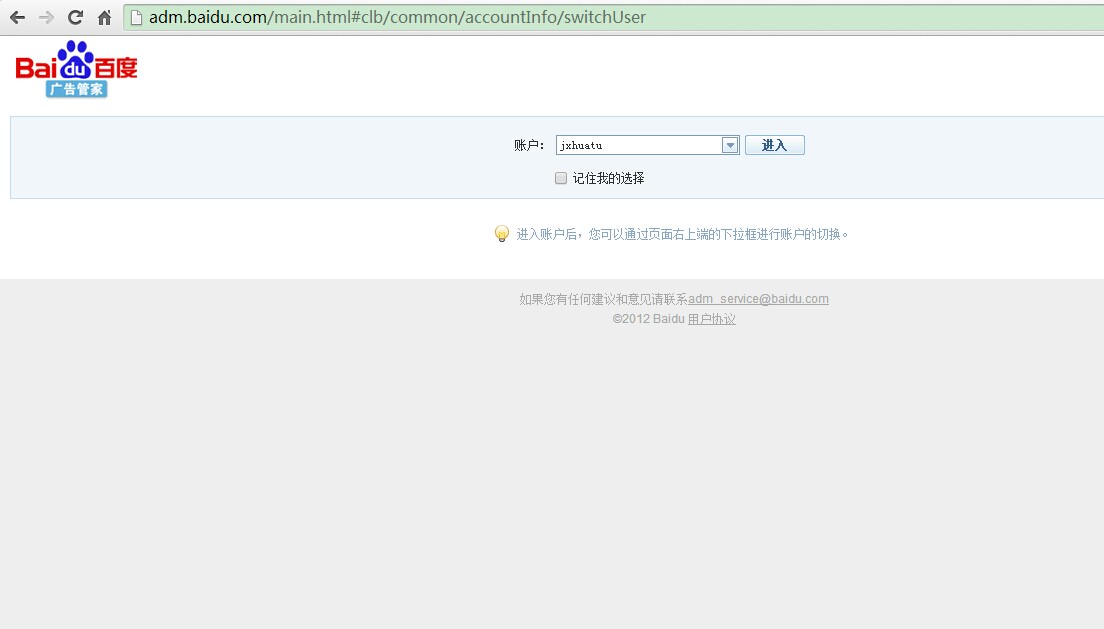 adm.baidu.com/main.html#clb/common/accountInfo/switchUser
Bai du 百度
广告管家
账户： jxhuatu 进入
记住我的选择
进入账户后，您可以通过页面右上端的下拉框进行账户的切换。
如果您有任何建议和意见请联系adm_service@baidu.com
©2012 Baidu 用户协议